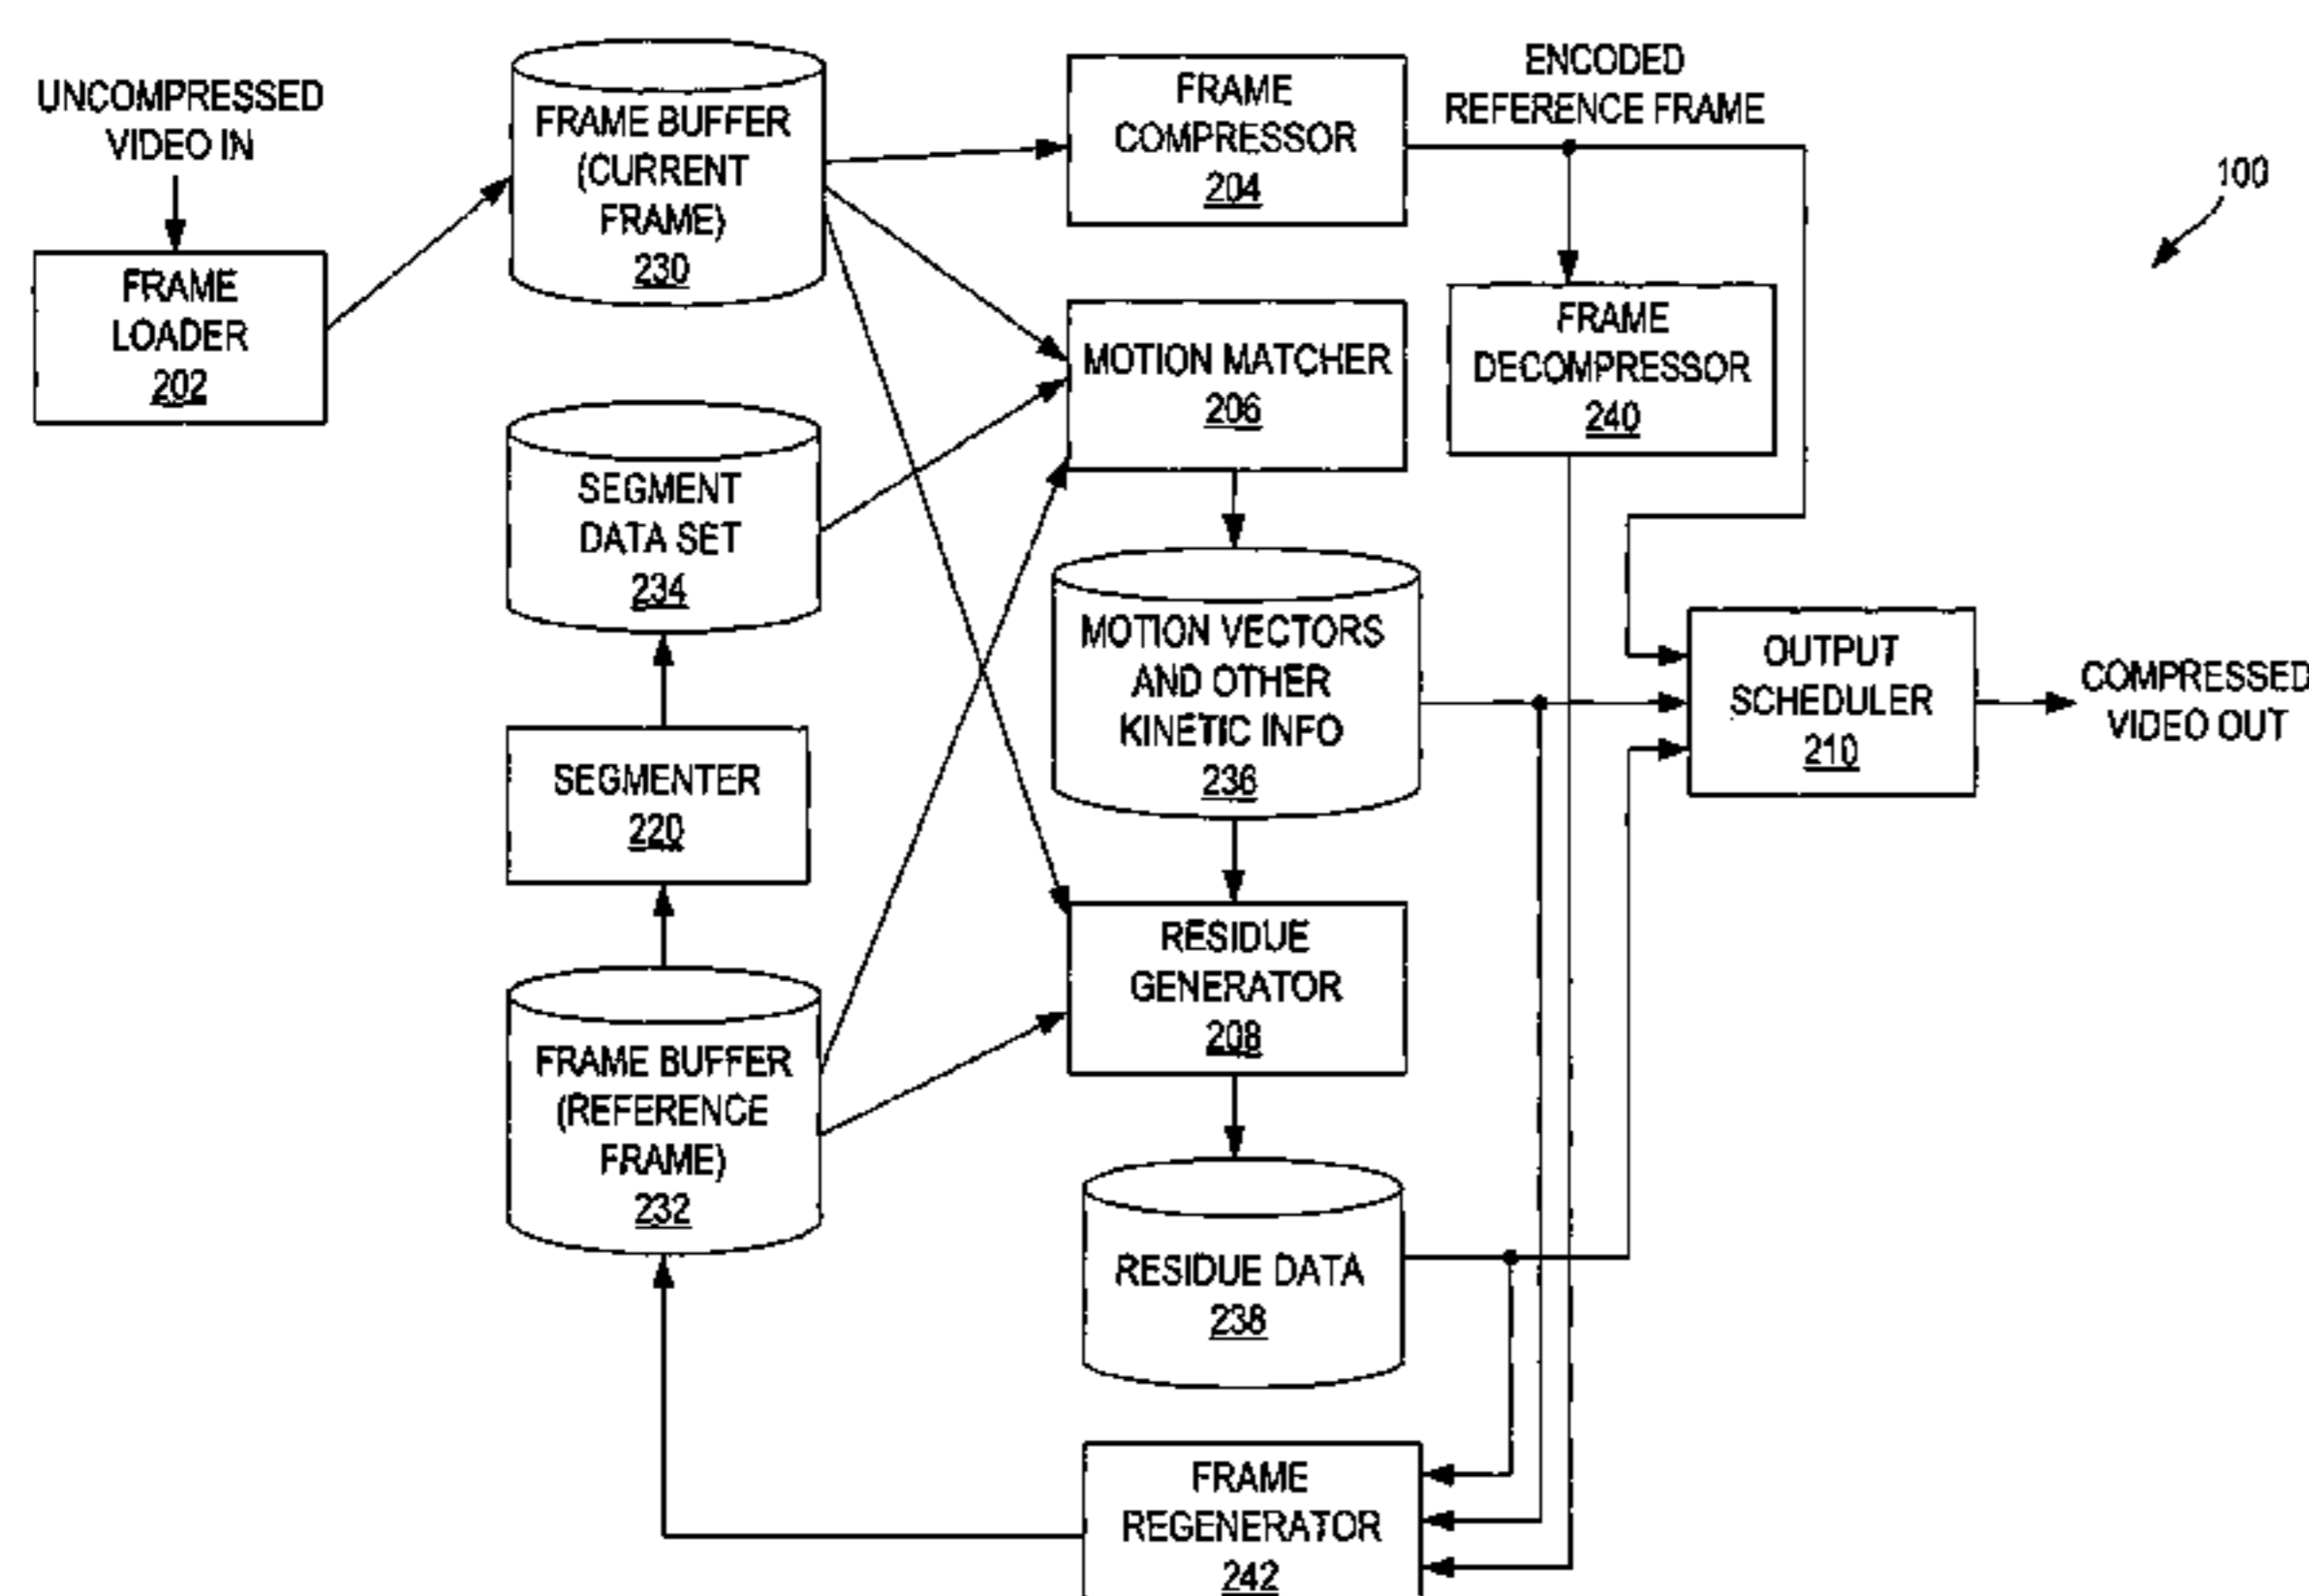 UNCOMPRESSED
VIDEO IN
FRAME
LOADER
202
FRAME BUFFER
(CURRENT
FRAME)
230
FRAME
COMPRESSOR
204
ENCODED
REFERENCE FRAME
100
FRAME
DECOMPRESSOR
240
MOTION MATCHER
206
SEGMENT
DATA SET
234
MOTION VECTORS
AND OTHER
KINETIC INFO
236
OUTPUT
SCHEDULER
210
COMPRESSED
VIDEO OUT
SEGMENTER
220
RESIDUE
GENERATOR
208
FRAME BUFFER
(REFERENCE
FRAME)
232
RESIDUE DATA
238
FRAME
REGENERATOR
242